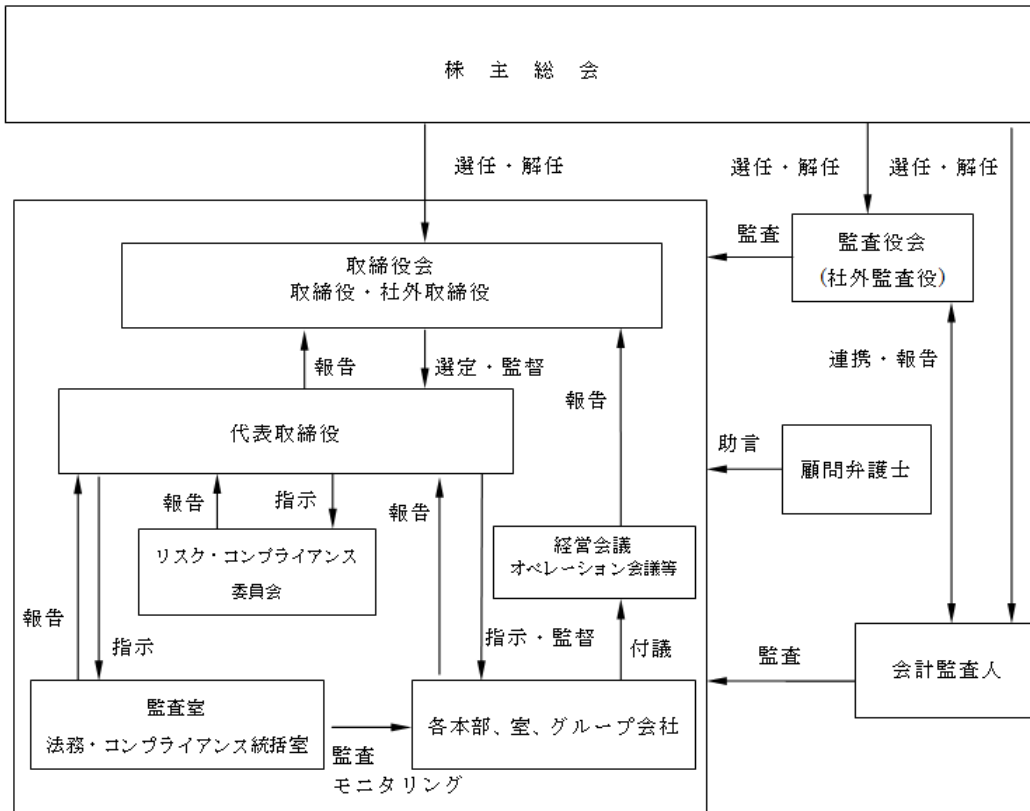 株主総会
選任・解任
選任・解任
選任・解任
監査役会
(社外監査役)
監査
取締役会
取締役・社外取締役
報告
選定・監督
報告
連携・報告
代表取締役
助言
顧問弁護士
報告
指示
報告
指示
報告
指示・監督
リスク・コンプライアンス
委員会
経営会議
オペレーション会議等
付議
監査
会計監査人
監査室
法務・コンプライアンス統括室
監査
モニタリング
各本部、室、グループ会社